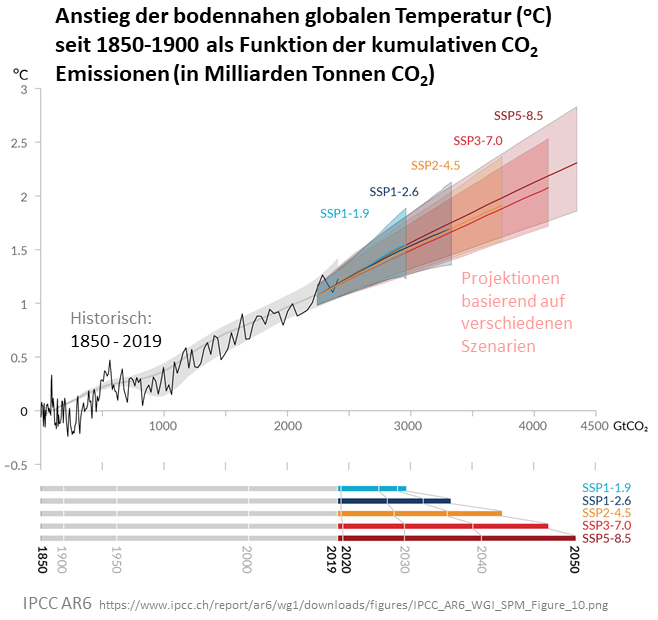 Anstieg der bodennahen globalen Temperatur (°C)
seit 1850-1900 als Funktion der kumulativen CO₂
Emissionen (in Milliarden Tonnen CO₂)
°C
3
2.5
2
1.5
1
0.5
0
−0.5
SSP5-8.5
SSP3-7.0
SSP2-4.5
SSP1-2.6
SSP1-1.9
Projektionen
basierend auf
verschiedenen
Szenarien
Historisch:
1850 - 2019
1000
2000
3000
4000
4500
GtCO₂
SSP1-1.9
SSP1-2.6
SSP2-4.5
SSP3-7.0
SSP5-8.5
1850
1900
1950
2000
2019
2020
2030
2040
2050
IPCC AR6 https://www.ipcc.ch/report/ar6/wg1/downloads/figures/IPCC_AR6_WGI_SPM_Figure_10.png